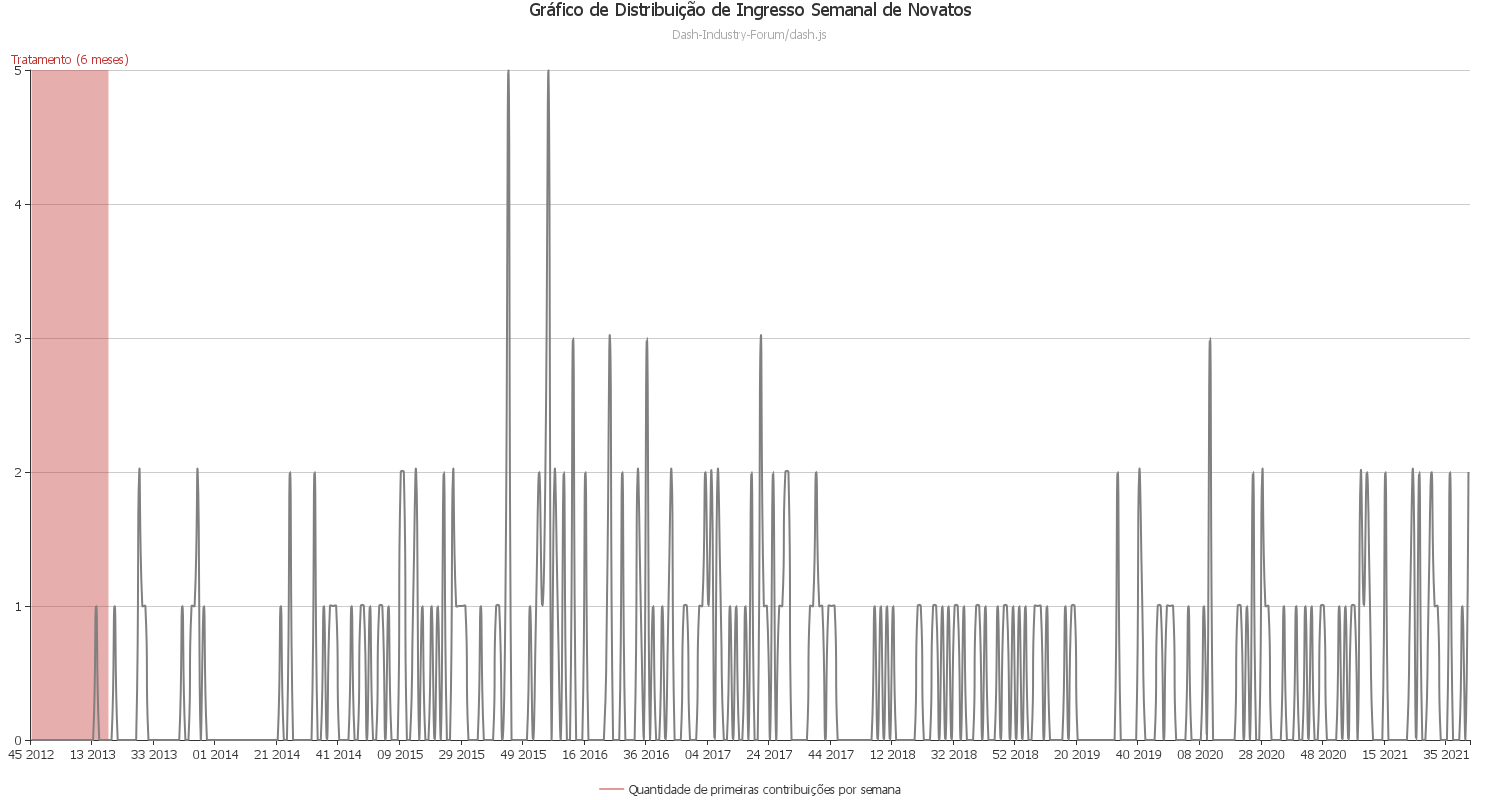 Gráfico de Distribuição de Ingresso Semanal de Novatos
Dash-Industry-Forum/dash.js
Tratamento (6 meses)
5
4
3
2
1
0
45 2012 13 2013 33 2013 01 2014 21 2014 41 2014 09 2015 29 2015 49 2015 16 2016 36 2016 04 2017 24 2017 44 2017 12 2018 32 2018 52 2018 20 2019 40 2019 08 2020 28 2020 48 2020 15 2021 35 2021
Quantidade de primeiras contribuições por semana